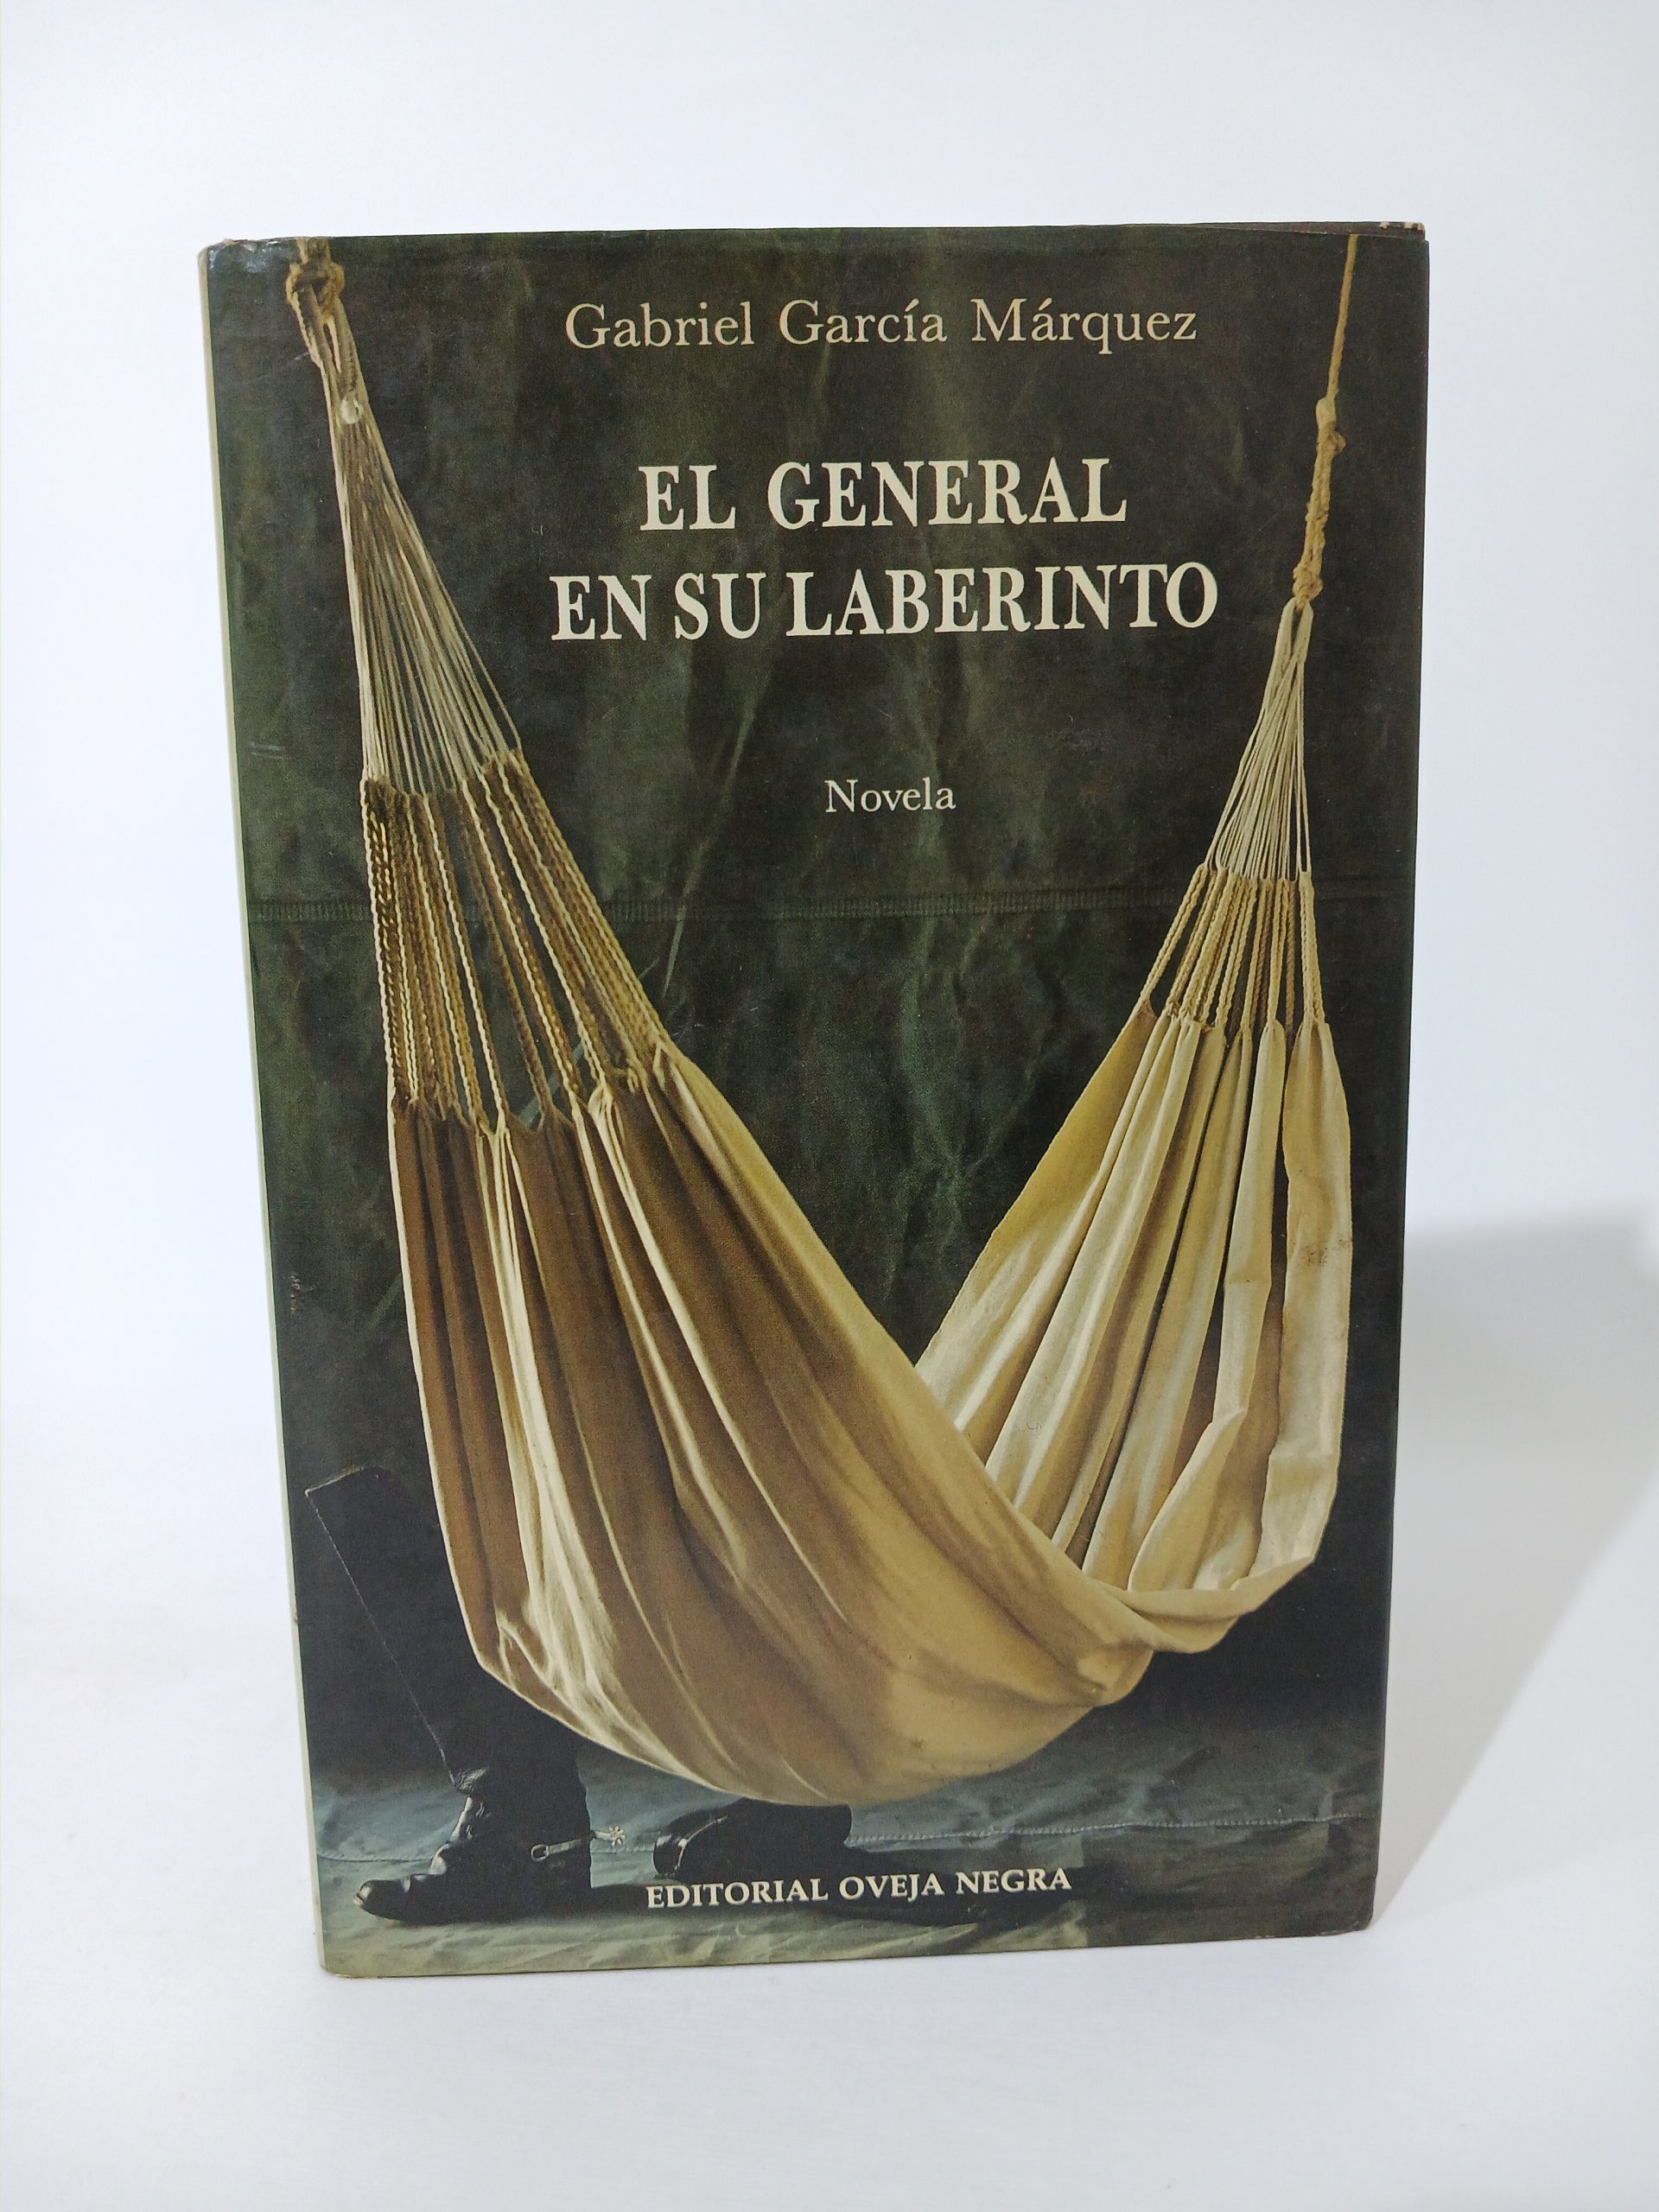 Gabriel García Márquez
EL GENERAL
EN SU LABERINTO
Novela
EDITORIAL OVEJA NEGRA